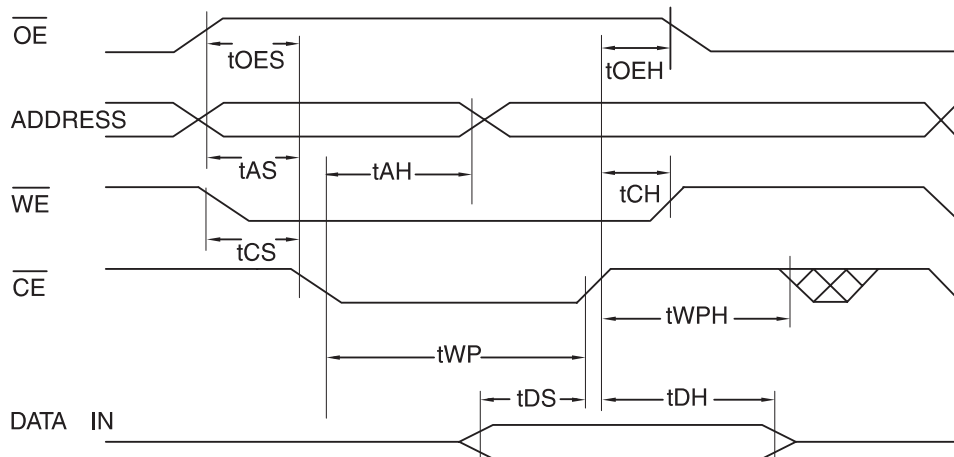 OE
tOES
tOEH
ADDRESS
tAS
tAH
WE
tCH
tCS
CE
tWPH
tWP
tDS
tDH
DATA IN